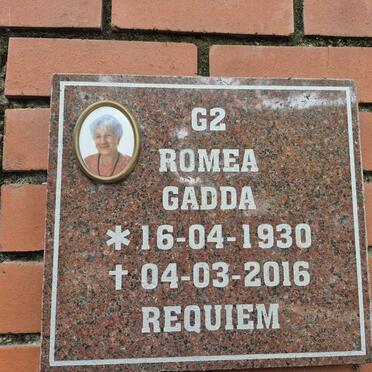 G2
ROMEA
GADDA
* 16-04-1930
† 04-03-2016
REQUIEM